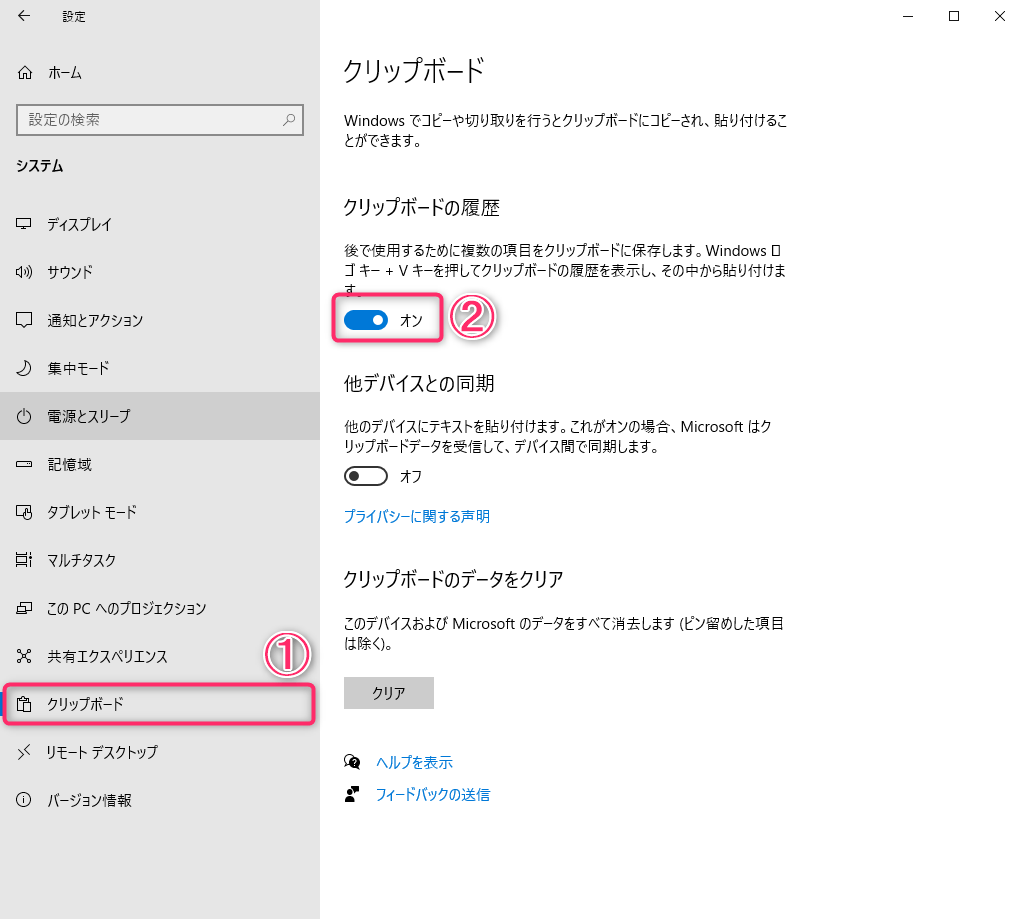 設定
ホーム
設定の検索
システム
ディスプレイ
サウンド
通知とアクション
集中モード
電源とスリープ
記憶域
タブレット モード
マルチタスク
この PC へのプロジェクション
共有エクスペリエンス
①
クリップボード
リモート デスクトップ
バージョン情報
クリップボード
Windows でコピーや切り取りを行うとクリップボードにコピーされ、貼り付けるこ
とができます。
クリップボードの履歴
後で使用するために複数の項目をクリップボードに保存します。Windows ロ
ゴ キー + V キーを押してクリップボードの履歴を表示し、その中から貼り付けま
す。
オン
②
他デバイスとの同期
他のデバイスにテキストを貼り付けます。これがオンの場合、Microsoft はク
リップボードデータを受信して、デバイス間で同期します。
オフ
プライバシーに関する声明
クリップボードのデータをクリア
このデバイスおよび Microsoft のデータをすべて消去します (ピン留めした項目
は除く)。
クリア
ヘルプを表示
フィードバックの送信